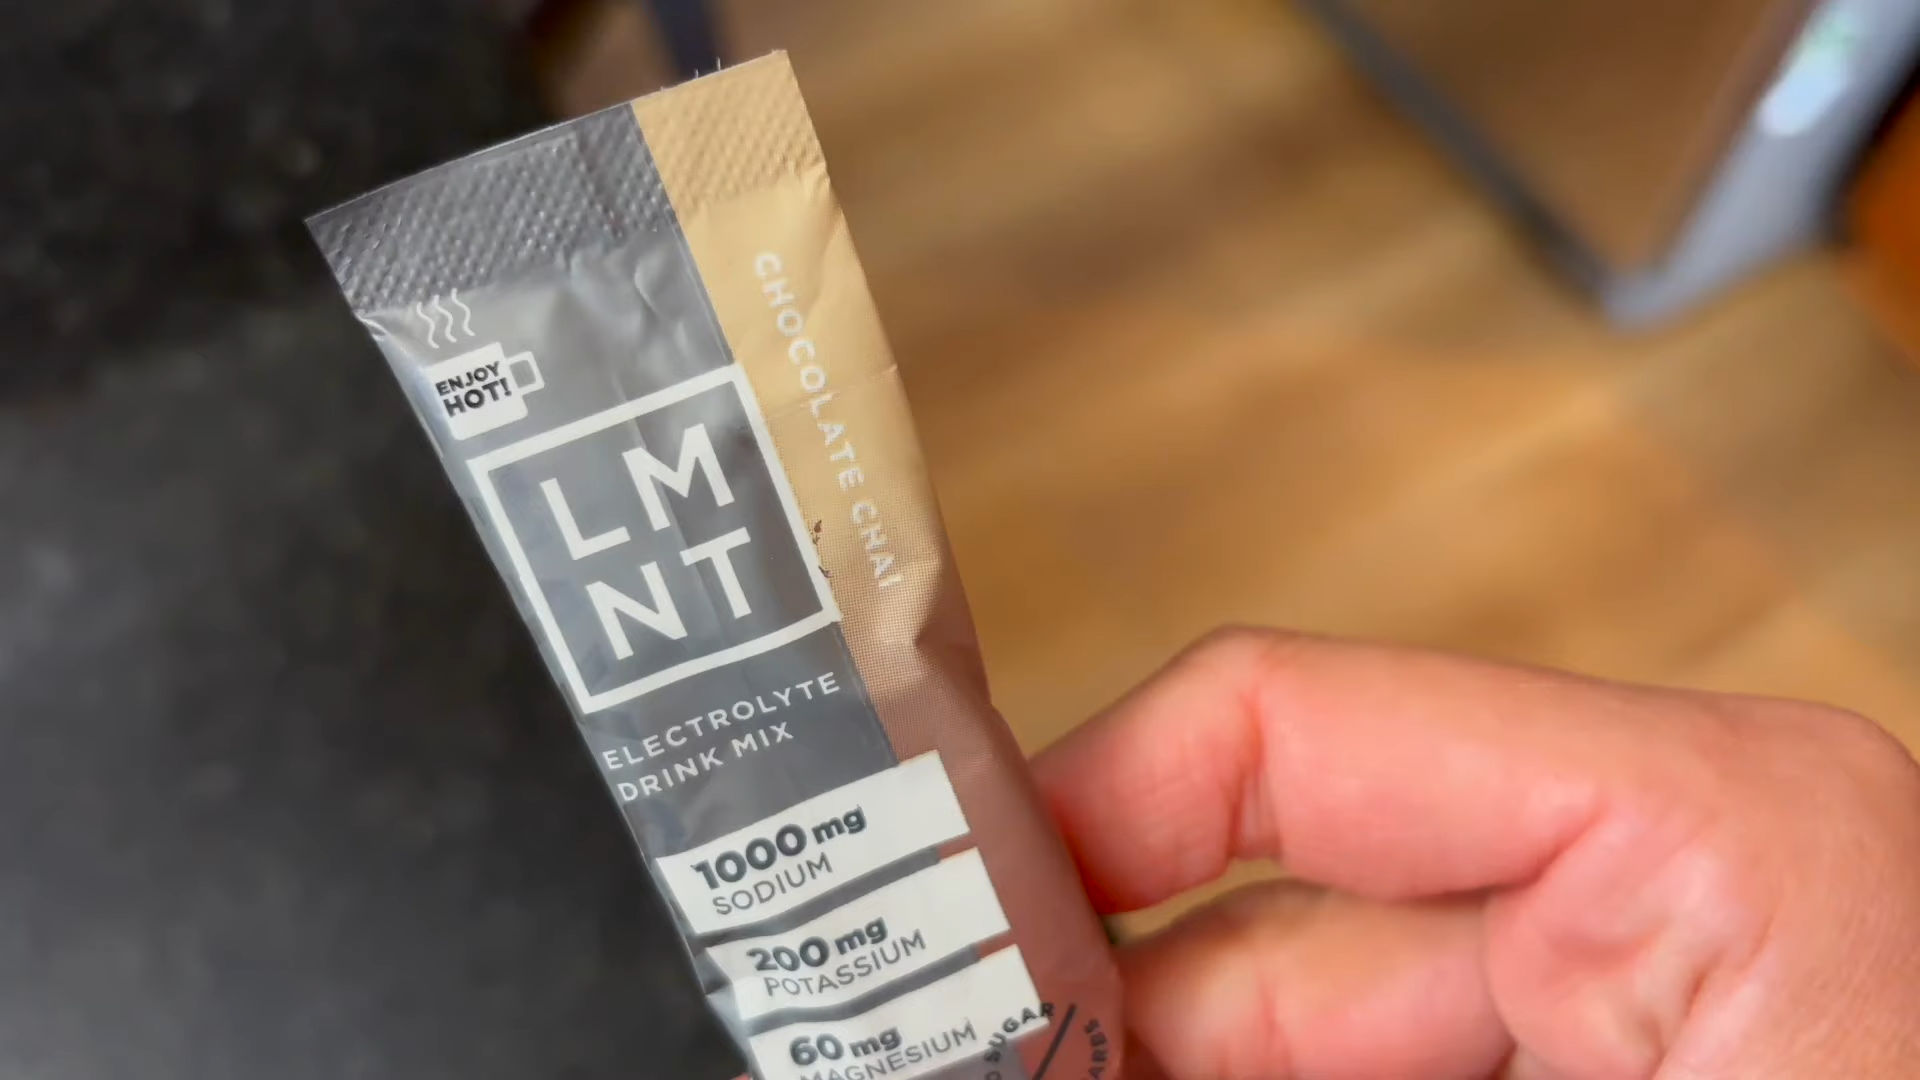 ENJOY
HOT!
LM
NT
CHOCOLATE CHAI
ELECTROLYTE
DRINK MIX
1000 mg
SODIUM
200 mg
POTASSIUM
60 mg
MAGNESIUM
SUGAR